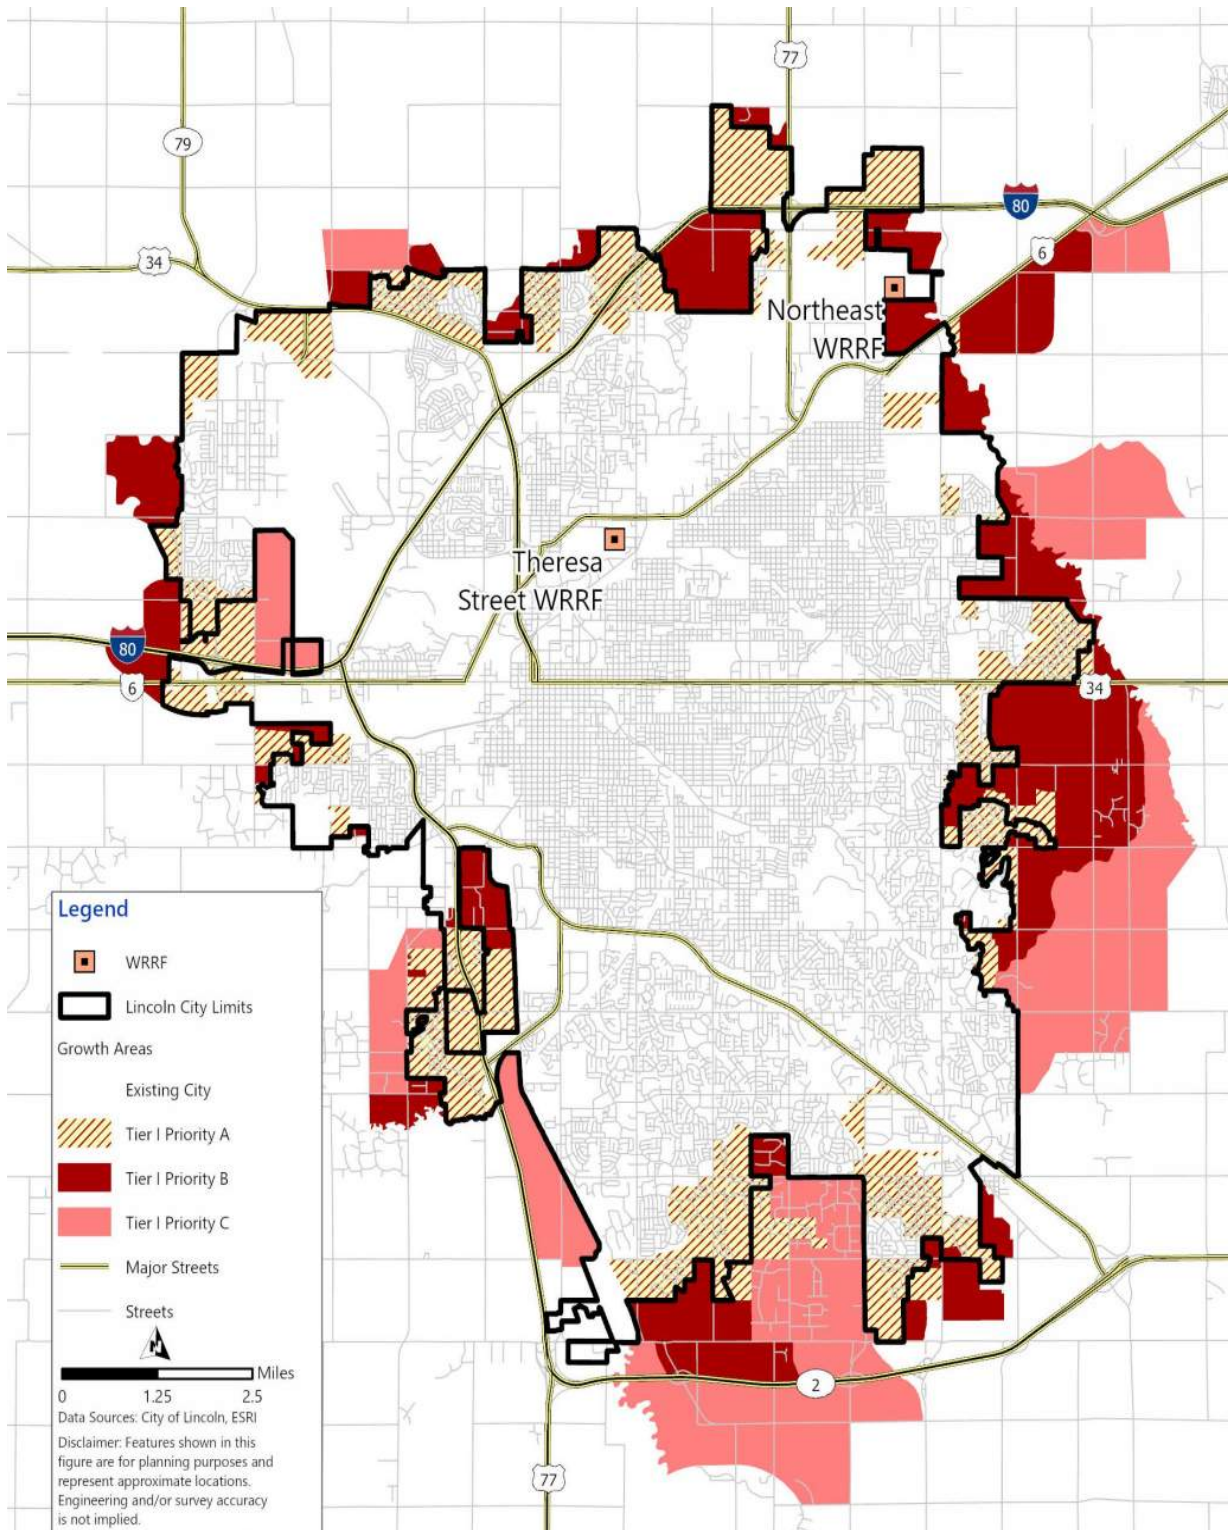 77
79
80
34
6
Northeast
WRRF
Theresa
Street WRRF
80
6
34
Legend
WRRF
Lincoln City Limits
Growth Areas
Existing City
Tier I Priority A
Tier I Priority B
Tier I Priority C
Major Streets
Streets
N
Miles
0 1.25 2.5
Data Sources: City of Lincoln, ESRI
Disclaimer: Features shown in this
figure are for planning purposes and
represent approximate locations.
Engineering and/or survey accuracy
is not implied.
2
77